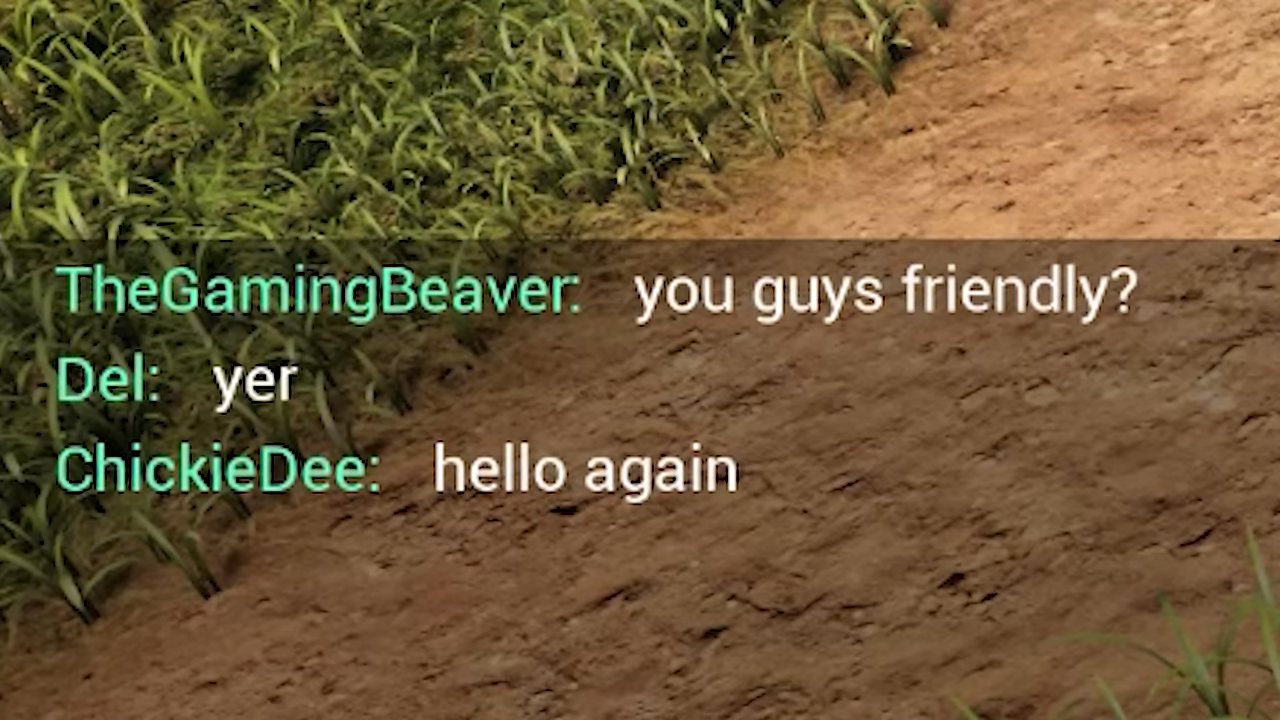 TheGamingBeaver: you guys friendly?
Del: yer
ChickieDee: hello again